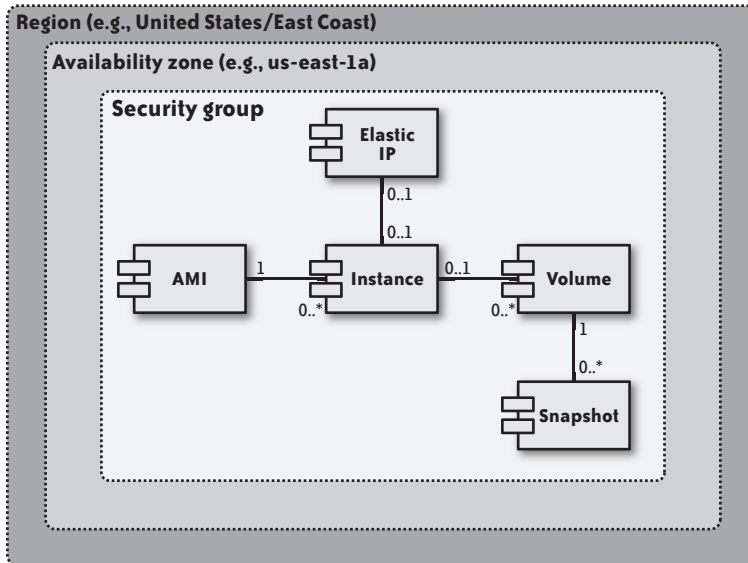 Region (e.g., United States/East Coast)
Availability zone (e.g., us-east-1a)
Security group
Elastic
IP
0..1
0..1
AMI
1
0..*
Instance
0..1
0..*
Volume
1
0..*
Snapshot